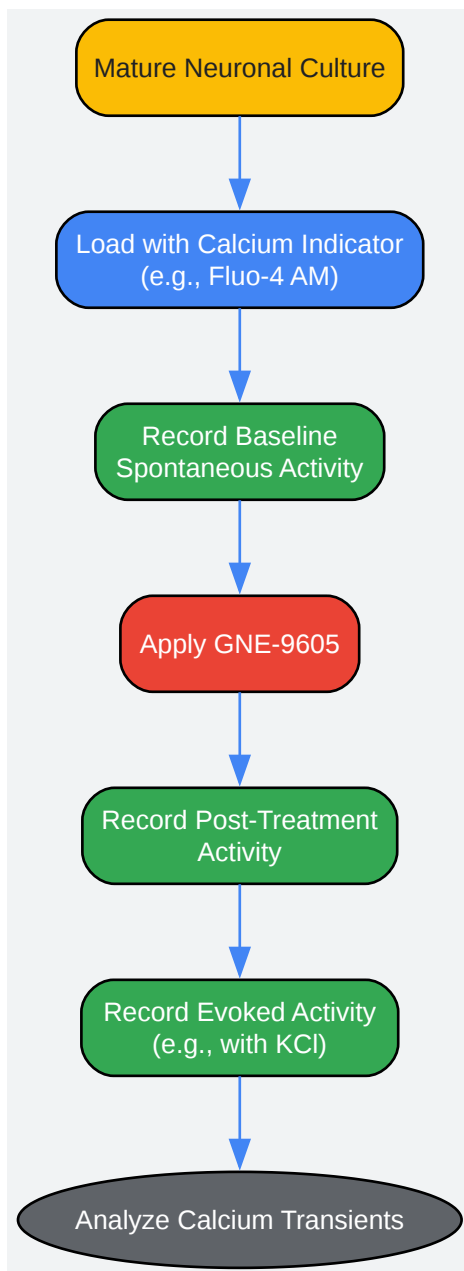 Mature Neuronal Culture
Load with Calcium Indicator
(e.g., Fluo-4 AM)
Record Baseline
Spontaneous Activity
Apply GNE-9605
Record Post-Treatment
Activity
Record Evoked Activity
(e.g., with KCl)
Analyze Calcium Transients